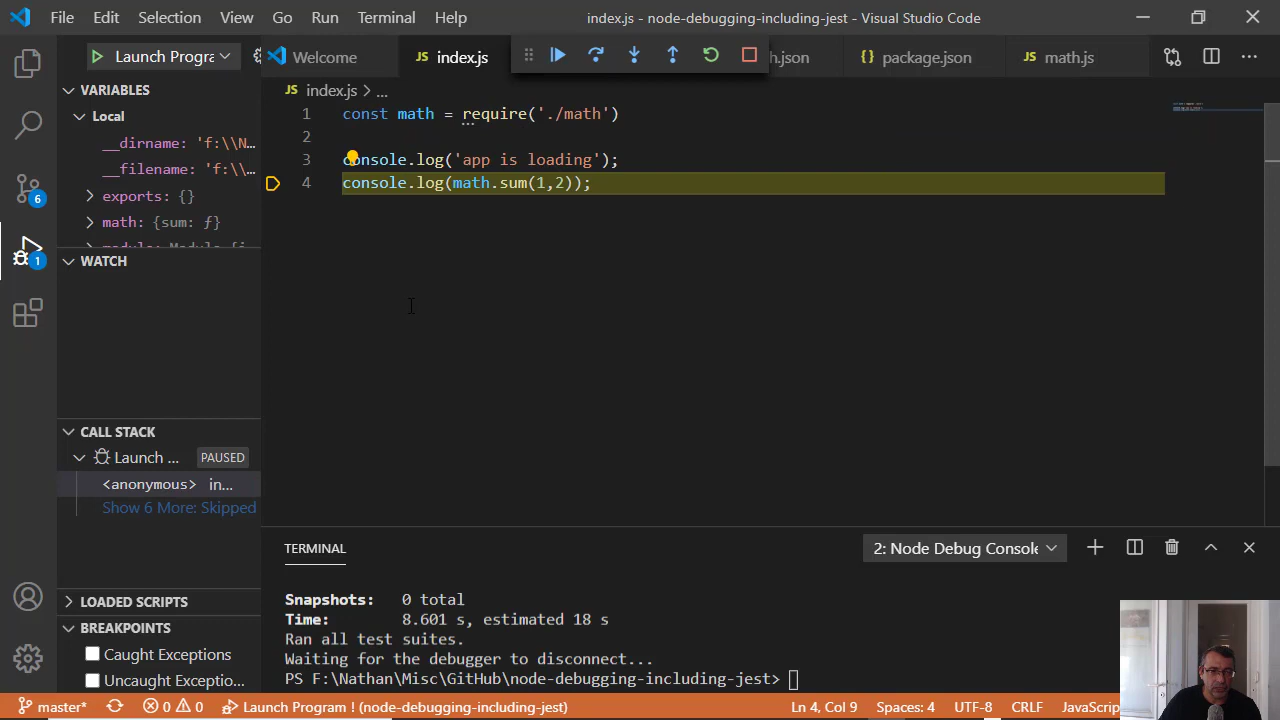 File Edit Selection View Go Run Terminal Help index.js - node-debugging-including-jest - Visual Studio Code
Launch Progra
Welcome
JS index.js
h.json
package.json
JS math.js
VARIABLES
Local
__dirname: 'f:\\N…
__filename: 'f:\\…
exports: {}
math: {sum: ƒ}
WATCH
6
1
CALL STACK
Launch ... PAUSED
<anonymous> in...
Show 6 More: Skipped
LOADED SCRIPTS
BREAKPOINTS
Caught Exceptions
Uncaught Exceptio...
JS index.js > ...
1 const math = require('./math')
2
3 console.log('app is loading');
4 console.log(math.sum(1,2));
TERMINAL
2: Node Debug Console
Snapshots: 0 total
Time: 8.601 s, estimated 18 s
Ran all test suites.
Waiting for the debugger to disconnect...
PS F:\Nathan\Misc\GitHub\node-debugging-including-jest>
master* 0 0 Launch Program ! (node-debugging-including-jest) Ln 4, Col 9 Spaces: 4 UTF-8 CRLF JavaScrip